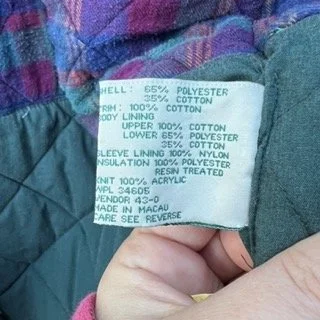 SHELL: 65% POLYESTER
35% COTTON
TRIM: 100% COTTON
BODY LINING
UPPER 100% COTTON
LOWER 65% POLYESTER
35% COTTON
SLEEVE LINING 100% NYLON
INSULATION 100% POLYESTER
RESIN TREATED
KNIT 100% ACRYLIC
WPL 34605
VENDOR 43-0
MADE IN MACAU
CARE SEE REVERSE